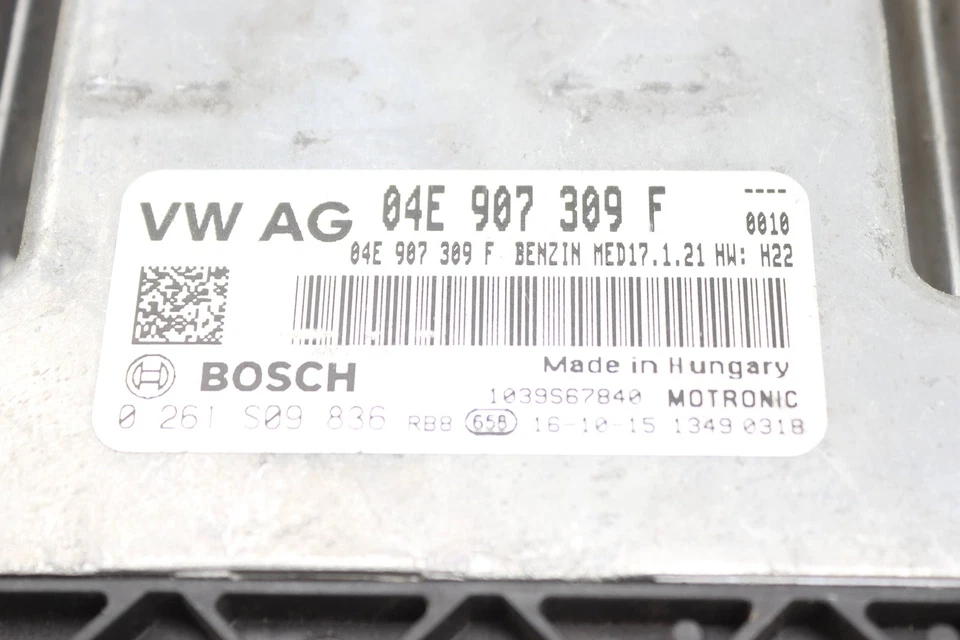 VW AG 04E 907 309 F ----
0010
04E 907 309 F BENZIN MED17.1.21 HW: H22
BOSCH Made in Hungary
1039S67840 MOTRONIC
0 261 S09 836 RB8 658 16-10-15 1349 0318